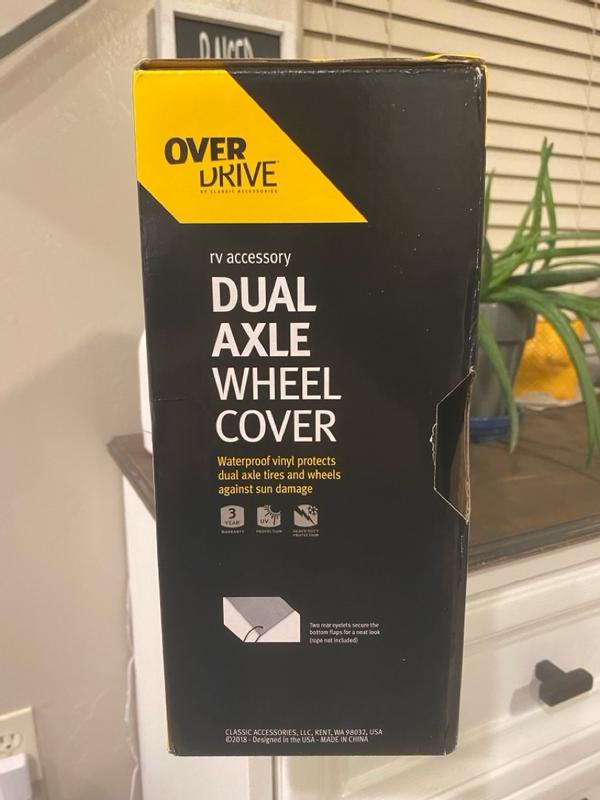 OVER
DRIVE
BY CLASSIC ACCESSORIES
rv accessory
DUAL
AXLE
WHEEL
COVER
Waterproof vinyl protects
dual axle tires and wheels
against sun damage
3
YEAR
WARRANTY
UV
PROTECTION
HEAVY-DUTY
PROTECTION
Two rear eyelets secure the
bottom flaps for a neat look
(rope not included)
CLASSIC ACCESSORIES, LLC, KENT, WA 98032, USA
©2018 - Designed in the USA - MADE IN CHINA